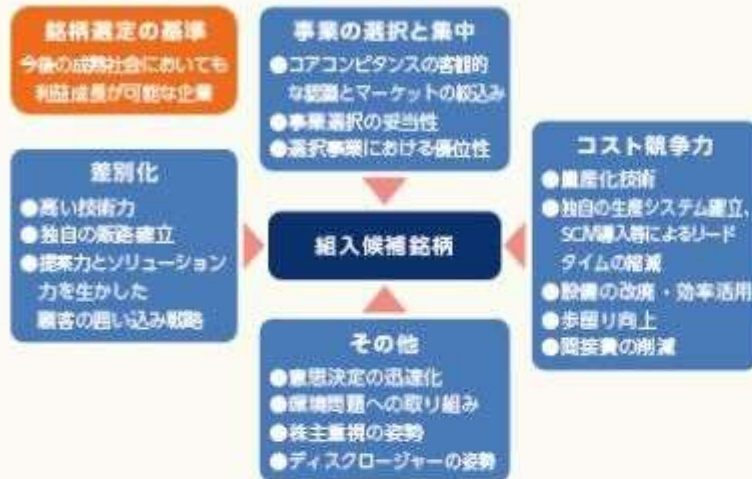 銘柄選定の基準
今後の成熟社会においても
利益成長が可能な企業
事業の選択と集中
●コアコンピタンスの客観的
な認識とマーケットの絞込み
●事業選択の妥当性
●選択事業における優位性
差別化
●高い技術力
●独自の販路確立
●提案力とソリューション
力を生かした
顧客の囲い込み戦略
組入候補銘柄
コスト競争力
●量産化技術
●独自の生産システム確立、
SCM導入等によるリード
タイムの縮減
●設備の改廃・効率活用
●歩留り向上
●間接費の削減
その他
●意思決定の迅速化
●環境問題への取り組み
●株主重視の姿勢
●ディスクロージャーの姿勢